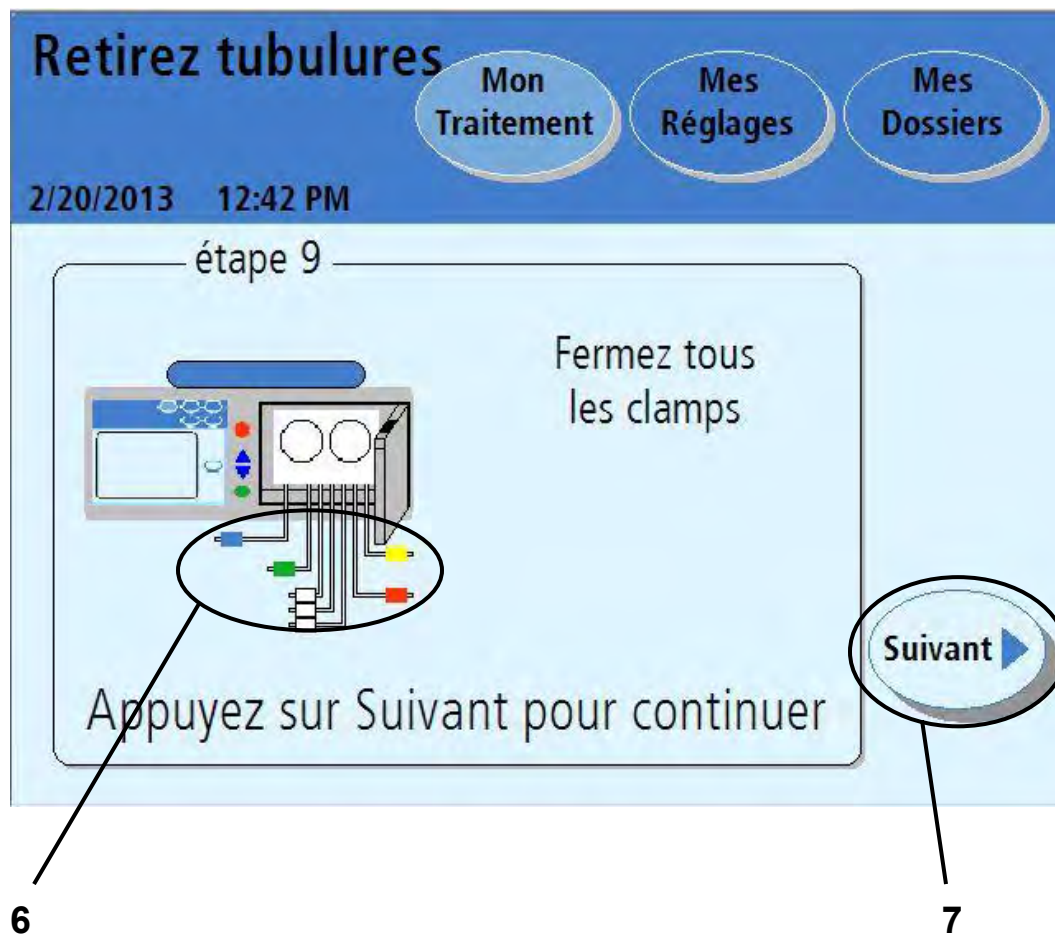 Retirez tubulures
Mon
Traitement
Mes
Réglages
Mes
Dossiers
2/20/2013 12:42 PM
étape 9
Fermez tous
les clamps
Suivant
Appuyez sur Suivant pour continuer
6
7